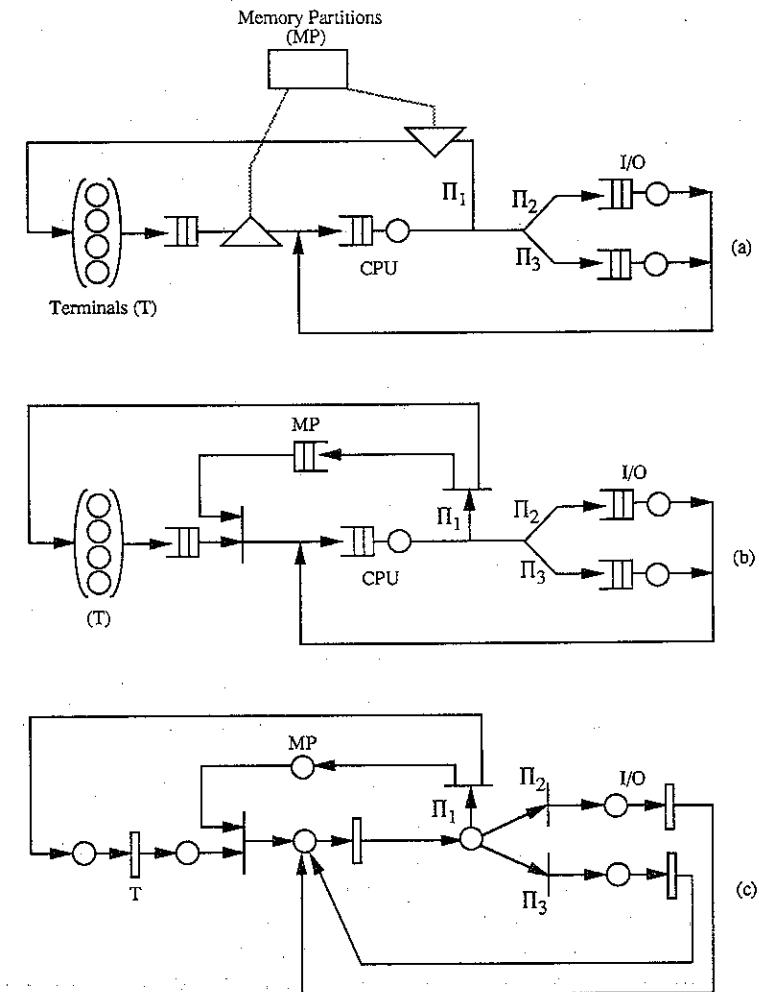 Memory Partitions
(MP)
I/O
Π1
Π2
Π3
(a)
CPU
Terminals (T)
MP
I/O
Π1
Π2
Π3
(b)
CPU
(T)
MP
Π2
I/O
Π1
T
Π3
(c)